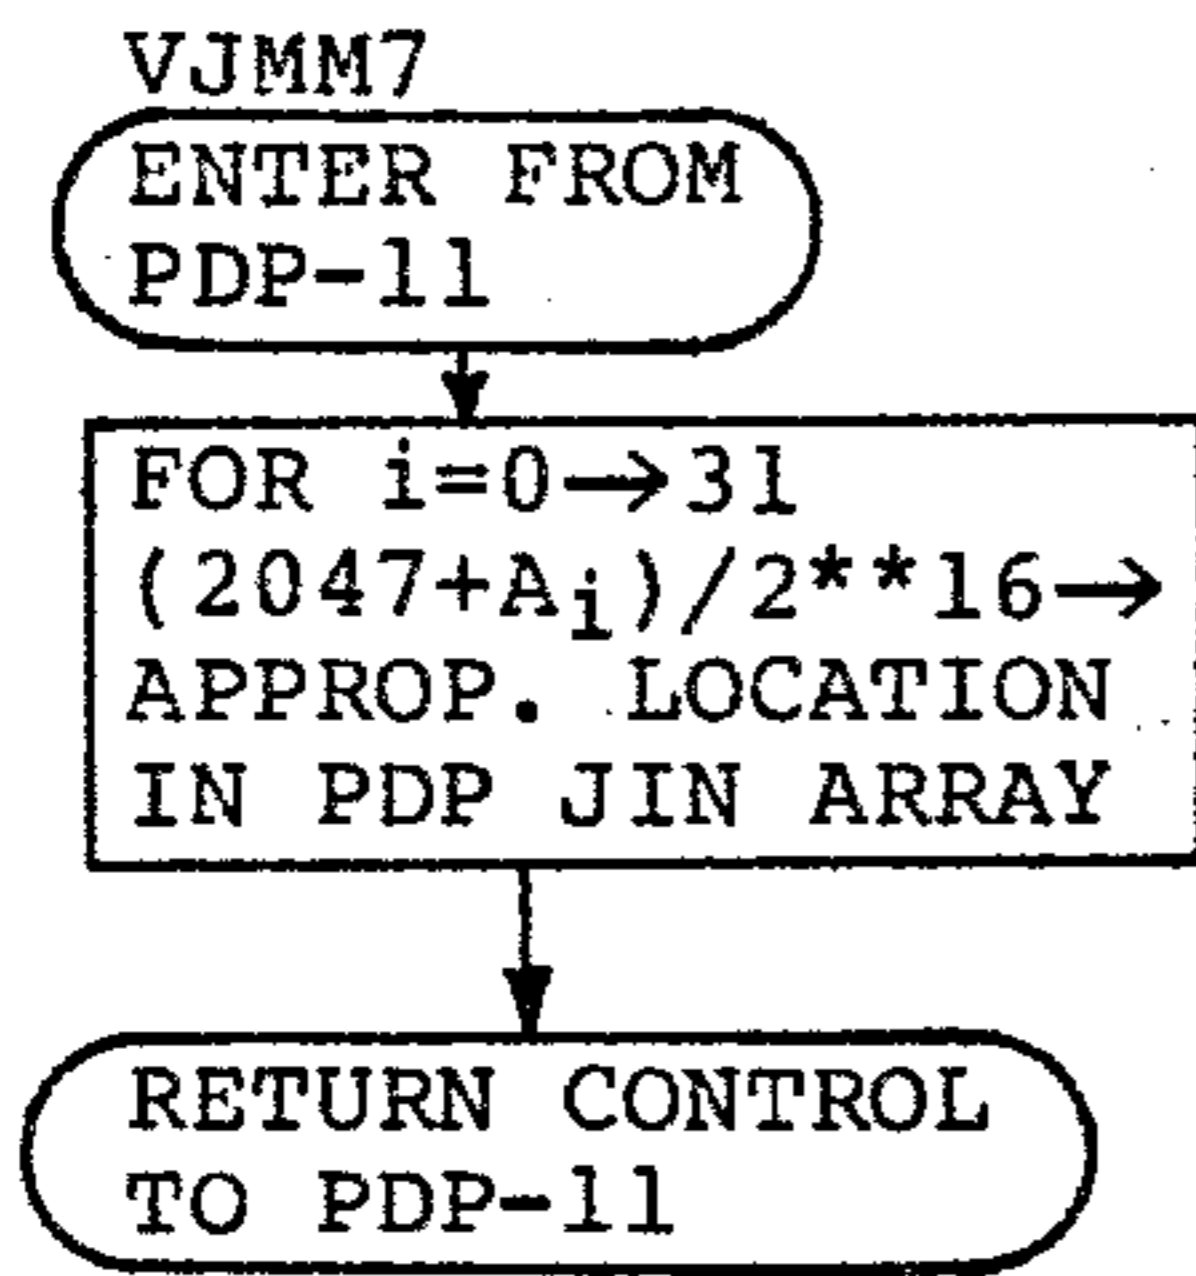 VJMM7
ENTER FROM
PDP-11
FOR i=0→31
(2047+Aᵢ)/2**16→
APPROP. LOCATION
IN PDP JIN ARRAY
RETURN CONTROL
TO PDP-11